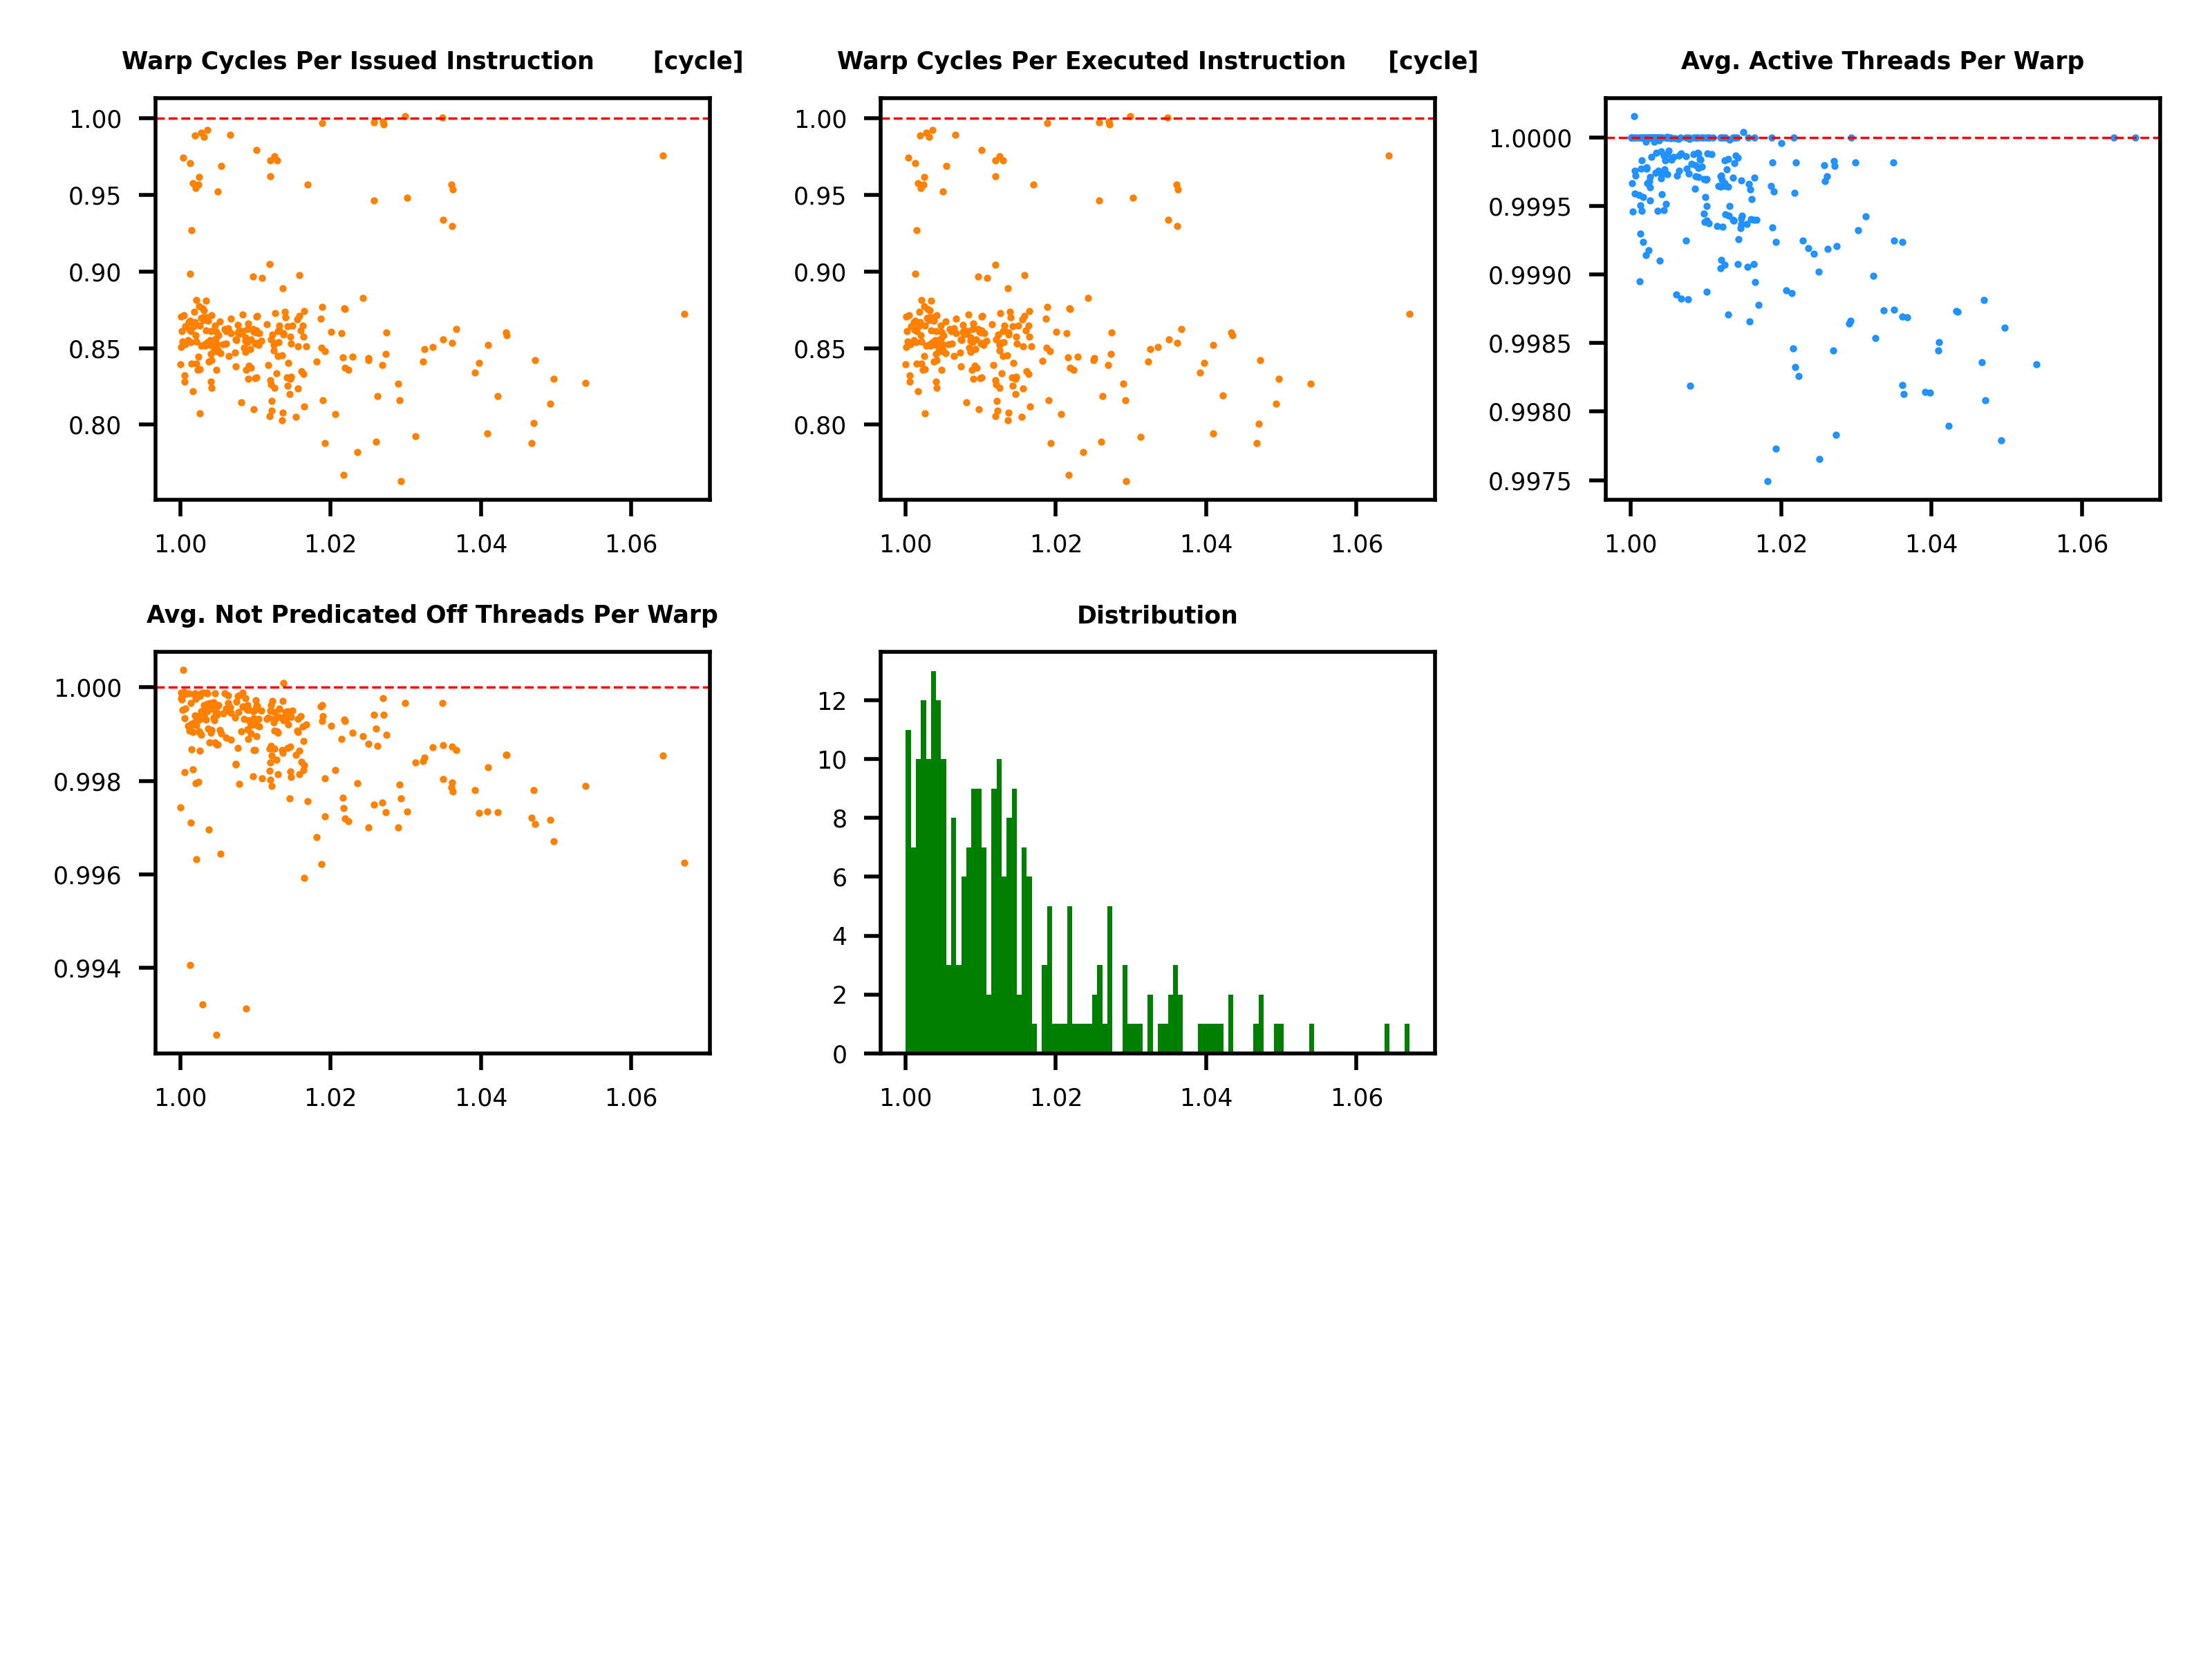 Warp Cycles Per Issued Instruction [cycle]
1.00
0.95
0.90
0.85
0.80
1.00 1.02 1.04 1.06
Warp Cycles Per Executed Instruction [cycle]
1.00
0.95
0.90
0.85
0.80
1.00 1.02 1.04 1.06
Avg. Active Threads Per Warp
1.0000
0.9995
0.9990
0.9985
0.9980
0.9975
1.00 1.02 1.04 1.06
Avg. Not Predicated Off Threads Per Warp
1.000
0.998
0.996
0.994
1.00 1.02 1.04 1.06
Distribution
12
10
8
6
4
2
0
1.00 1.02 1.04 1.06